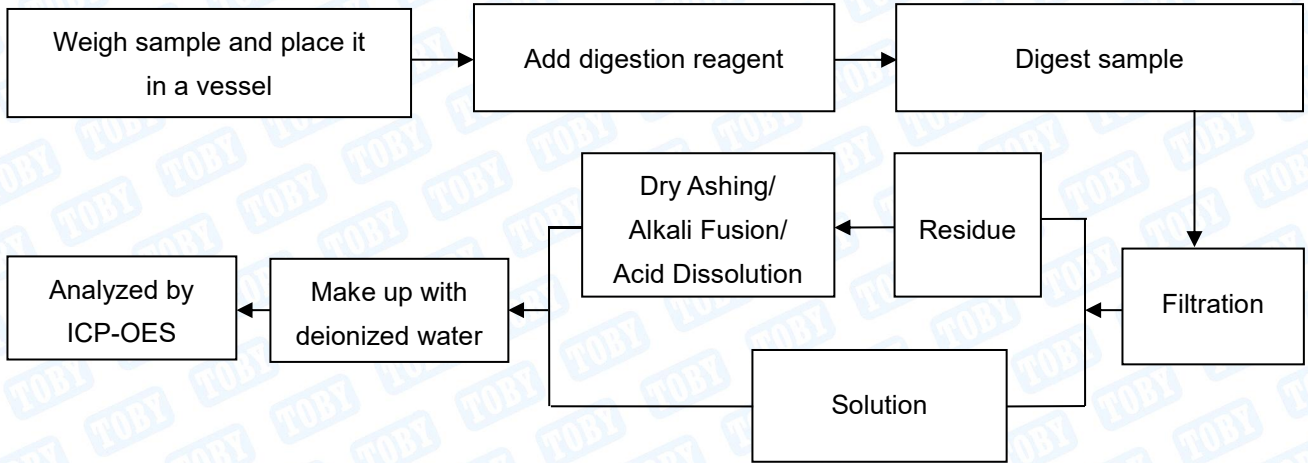 Weigh sample and place it
in a vessel
Add digestion reagent
Digest sample
Filtration
Residue
Solution
Dry Ashing/
Alkali Fusion/
Acid Dissolution
Make up with
deionized water
Analyzed by
ICP-OES
TOBY